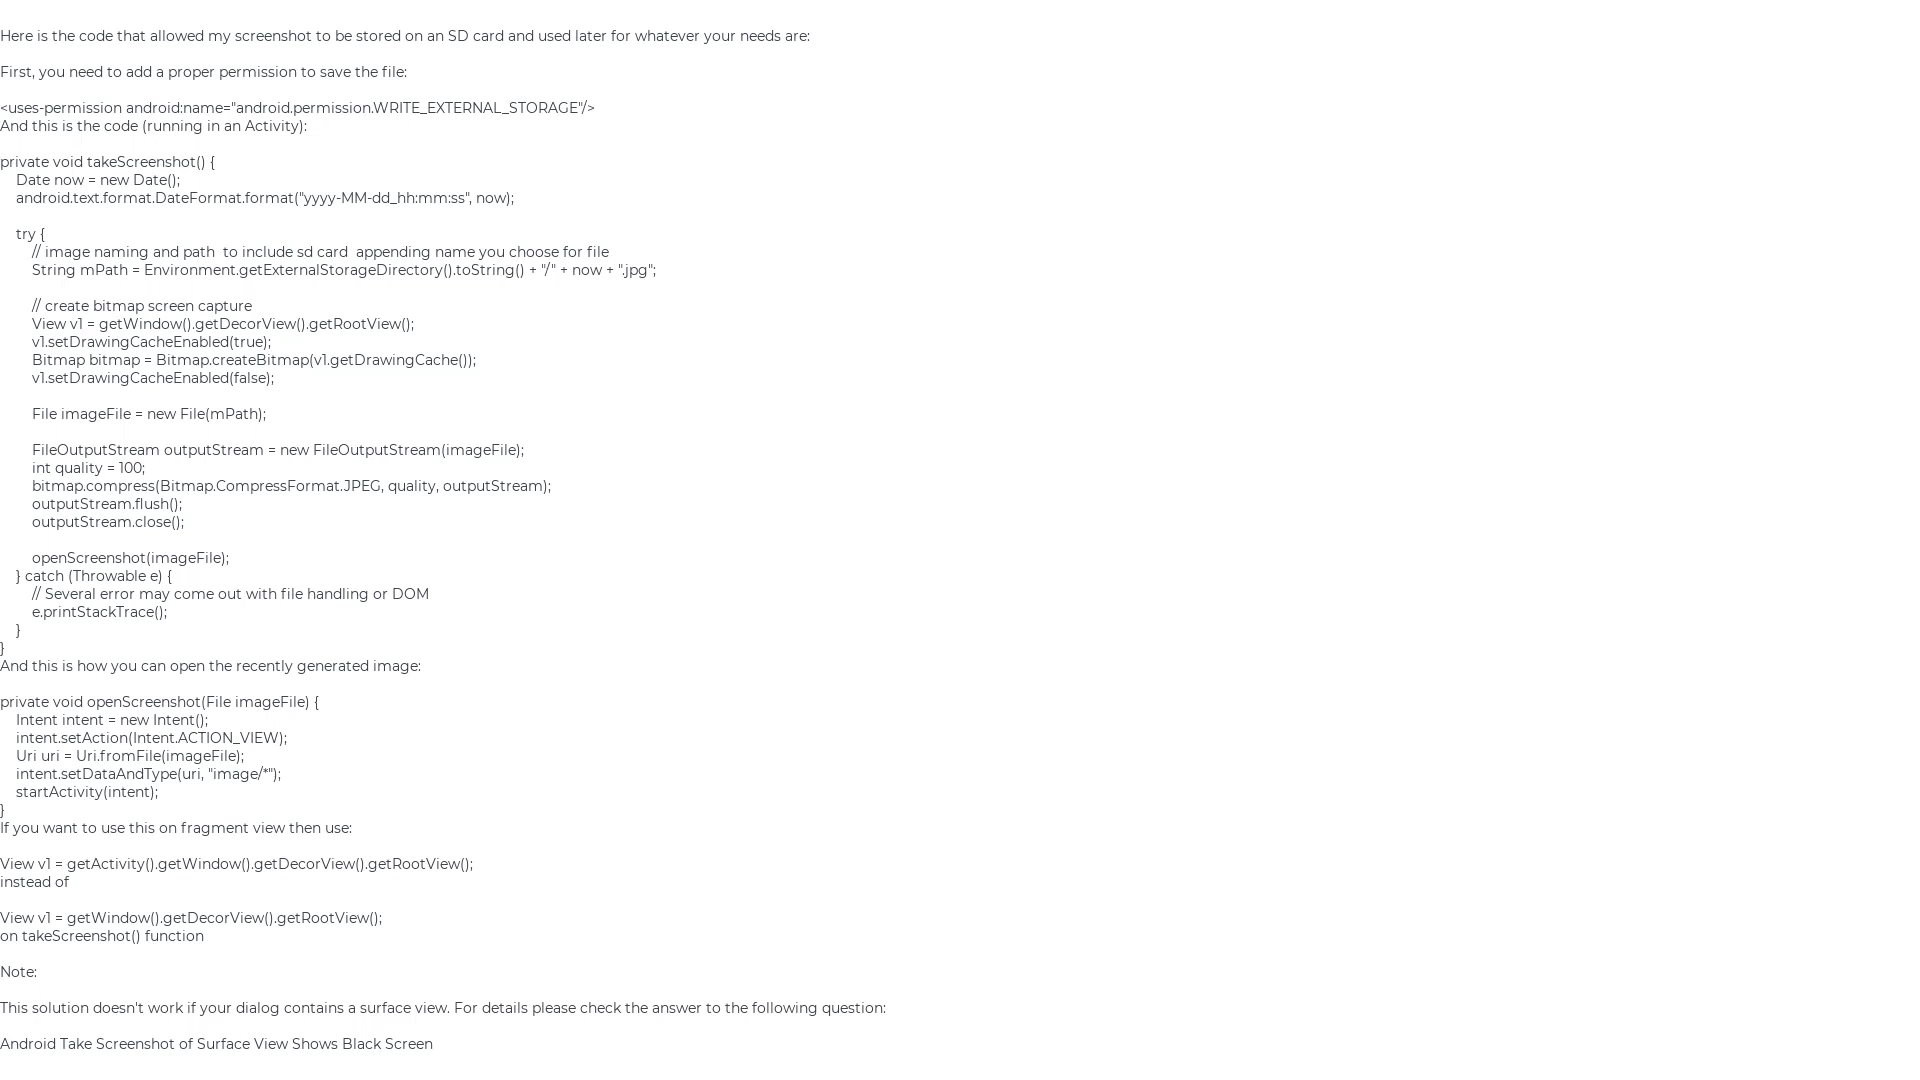 Here is the code that allowed my screenshot to be stored on an SD card and used later for whatever your needs are:
First, you need to add a proper permission to save the file:
<uses-permission android:name="android.permission.WRITE_EXTERNAL_STORAGE"/>
And this is the code (running in an Activity):
private void takeScreenshot() {
    Date now = new Date();
    android.text.format.DateFormat.format("yyyy-MM-dd_hh:mm:ss", now);
    try {
        // image naming and path  to include sd card  appending name you choose for file
        String mPath = Environment.getExternalStorageDirectory().toString() + "/" + now + ".jpg";
        // create bitmap screen capture
        View v1 = getWindow().getDecorView().getRootView();
        v1.setDrawingCacheEnabled(true);
        Bitmap bitmap = Bitmap.createBitmap(v1.getDrawingCache());
        v1.setDrawingCacheEnabled(false);
        File imageFile = new File(mPath);
        FileOutputStream outputStream = new FileOutputStream(imageFile);
        int quality = 100;
        bitmap.compress(Bitmap.CompressFormat.JPEG, quality, outputStream);
        outputStream.flush();
        outputStream.close();
        openScreenshot(imageFile);
    } catch (Throwable e) {
        // Several error may come out with file handling or DOM
        e.printStackTrace();
    }
}
And this is how you can open the recently generated image:
private void openScreenshot(File imageFile) {
    Intent intent = new Intent();
    intent.setAction(Intent.ACTION_VIEW);
    Uri uri = Uri.fromFile(imageFile);
    intent.setDataAndType(uri, "image/*");
    startActivity(intent);
}
If you want to use this on fragment view then use:
View v1 = getActivity().getWindow().getDecorView().getRootView();
instead of
View v1 = getWindow().getDecorView().getRootView();
on takeScreenshot() function
Note:
This solution doesn't work if your dialog contains a surface view. For details please check the answer to the following question:
Android Take Screenshot of Surface View Shows Black Screen